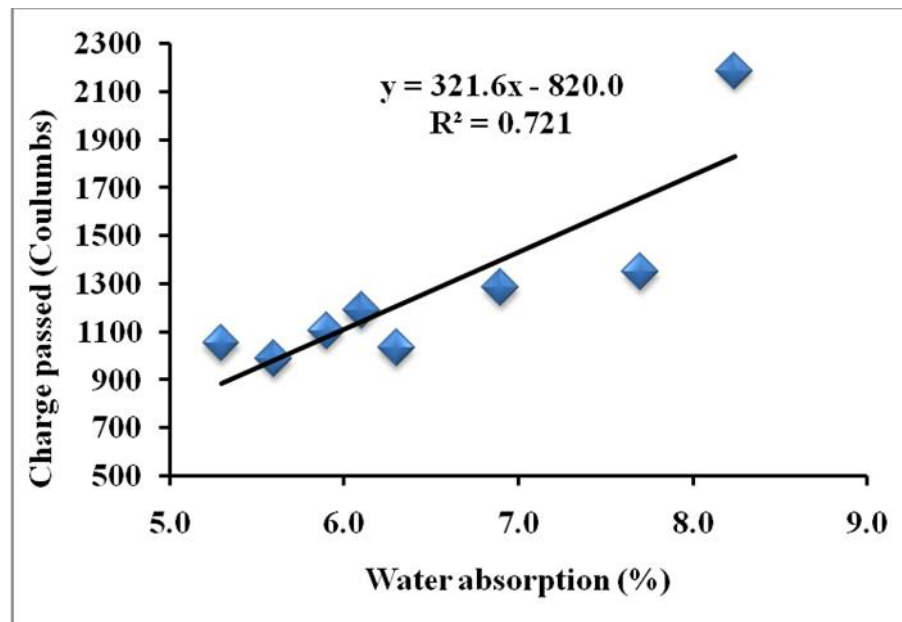 2300
2100
1900
1700
1500
1300
1100
900
700
500
Charge passed (Coulumbs)
y = 321.6x - 820.0
R² = 0.721
5.0 6.0 7.0 8.0 9.0
Water absorption (%)